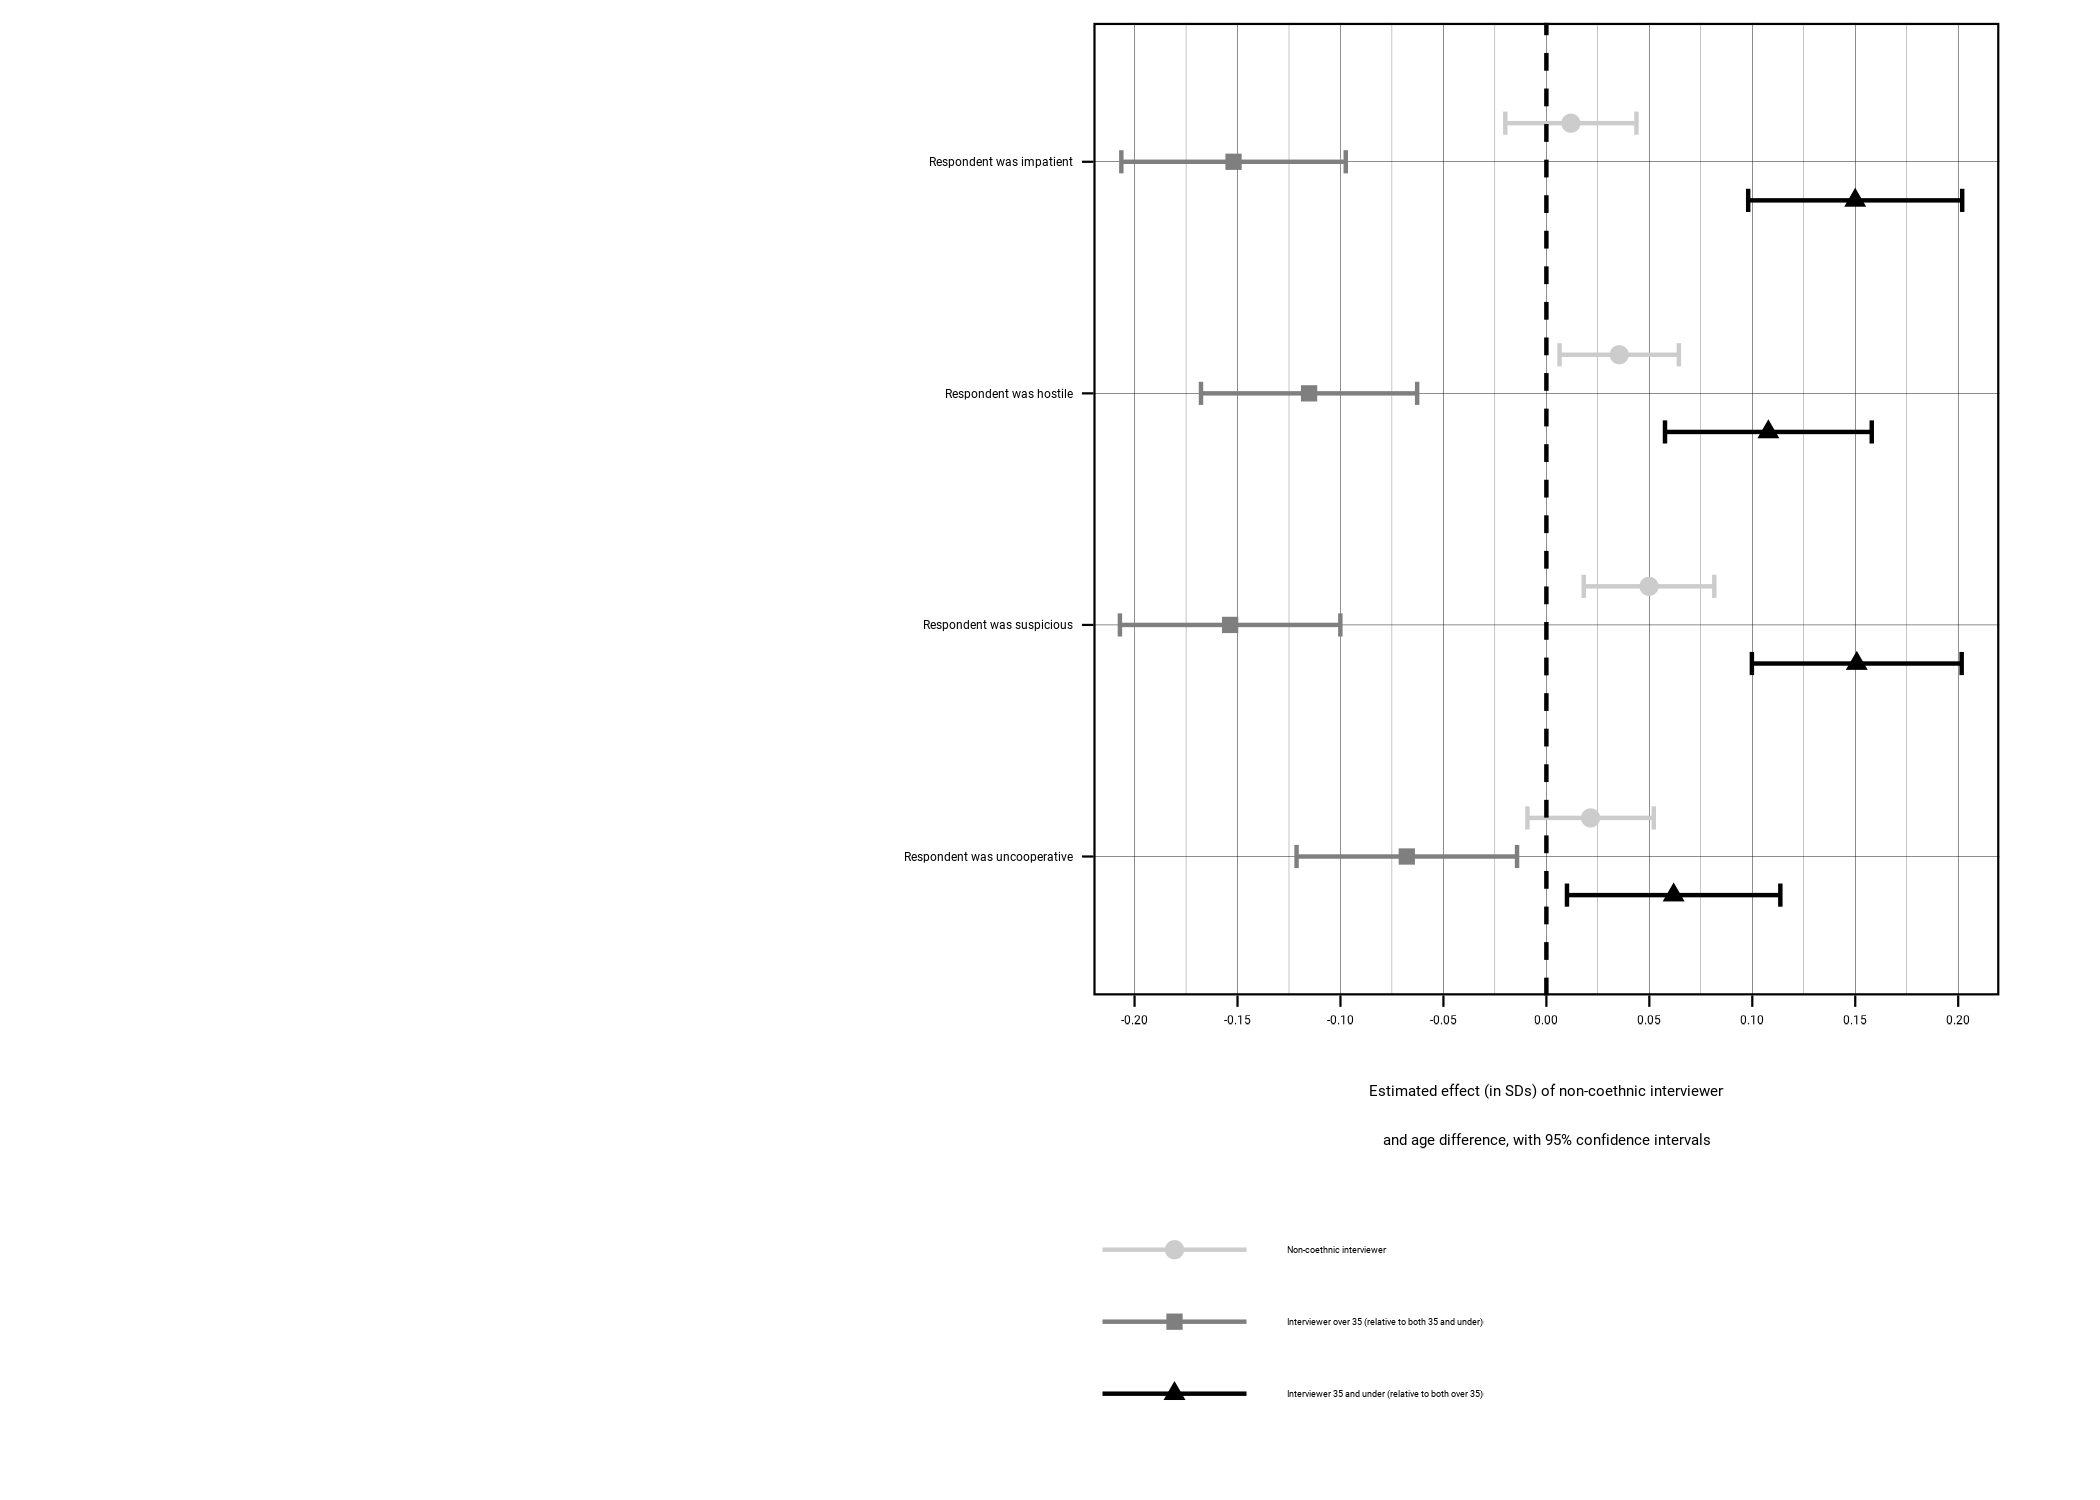 Respondent was impatient
Respondent was hostile
Respondent was suspicious
Respondent was uncooperative
-0.20 -0.15 -0.10 -0.05 0.00 0.05 0.10 0.15 0.20
Estimated effect (in SDs) of non-coethnic interviewer
and age difference, with 95% confidence intervals
Non-coethnic interviewer
Interviewer over 35 (relative to both 35 and under)
Interviewer 35 and under (relative to both over 35)